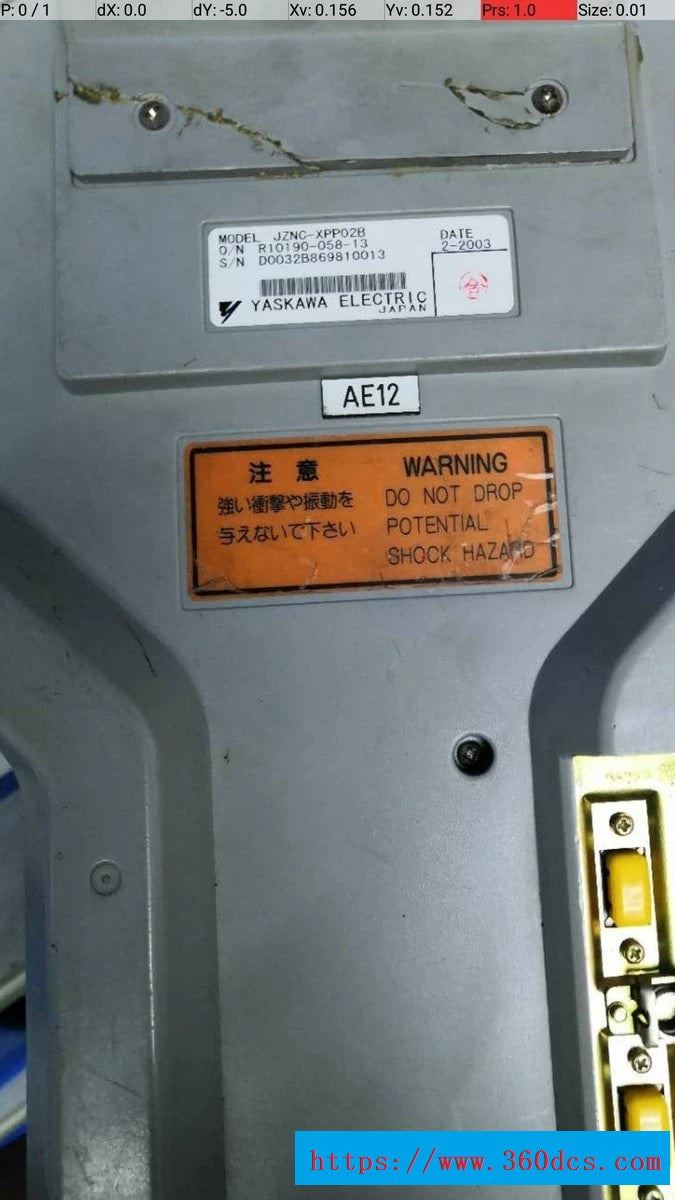 P: 0 / 1 dX: 0.0 dY: -5.0 Xv: 0.156 Yv: 0.152 Prs: 1.0 Size: 0.01
MODEL JZNC-XPP02B
O/N R10190-058-13
S/N D0032B869810013
DATE
2-2003
YASKAWA ELECTRIC
JAPAN
AE12
注意
強い衝撃や振動を
与えないで下さい
WARNING
DO NOT DROP
POTENTIAL
SHOCK HAZARD
https://www.360dcs.com